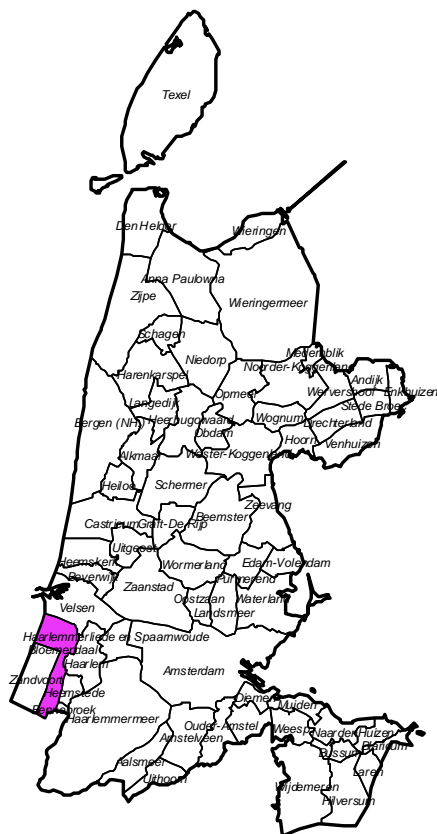 Texel
Den Helder
Wieringen
Anna Paulowna
Zijpe
Wieringermeer
Schagen
Medemblik
Niedorp
Noorder-Koggenland
Harenkarspel
Andijk
Opmeer
Wervershoof
Enkhuizen
Langedijk
Stede Broec
Bergen (NH)
Heerhugowaard
Wognum
Drechterland
Obdam
Hoorn
Venhuizen
Alkmaar
Wester-Koggenland
Heiloo
Schermer
Zeevang
Beemster
Castricum
Graft-De Rijp
Uitgeest
Heemskerk
Wormerland
Edam-Volendam
Beverwijk
Zaanstad
Purmerend
Velsen
Oostzaan
Waterland
Landsmeer
Haarlemmerliede en Spaarnwoude
Bloemendaal
Haarlem
Zandvoort
Amsterdam
Heemstede
Diemen
Bennebroek
Muiden
Haarlemmermeer
Ouder-Amstel
Weesp
Naarden
Huizen
Amstelveen
Bussum
Blaricum
Aalsmeer
Laren
Uithoorn
Wijdemeren
Hilversum